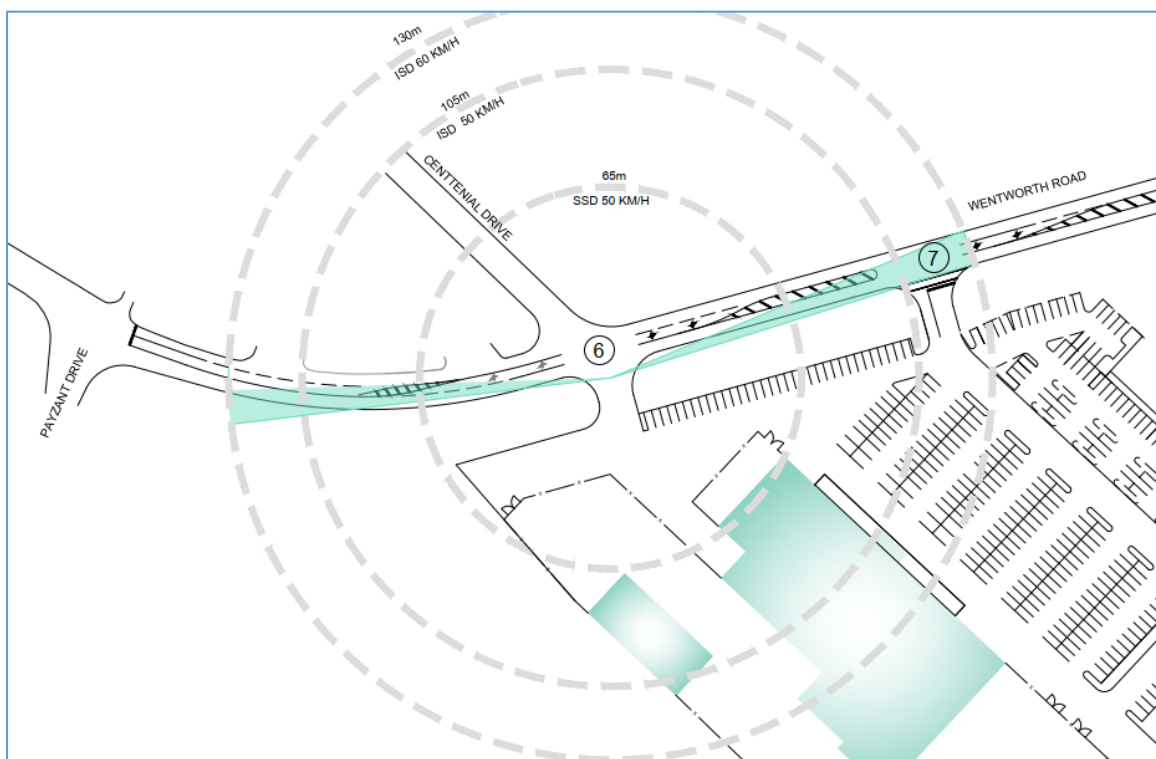 130m
ISD 60 KM/H
105m
ISD 50 KM/H
65m
SSD 50 KM/H
CENTTENIAL DRIVE
WENTWORTH ROAD
7
6
PAYZANT DRIVE